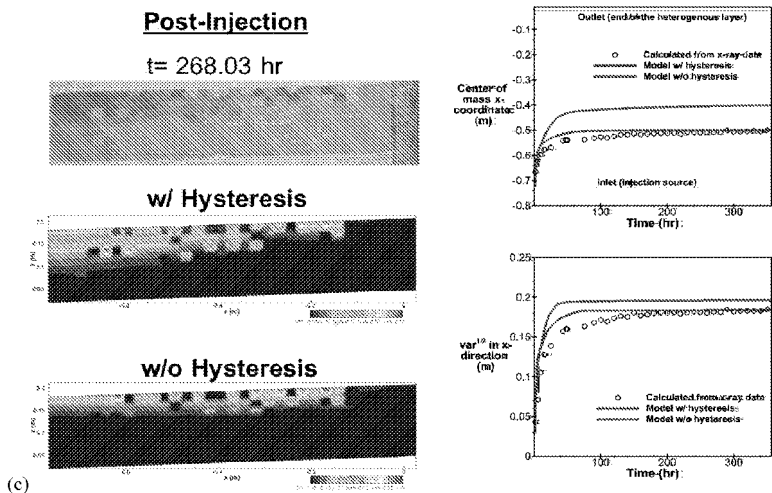 Post-Injection
t= 268.03 hr
w/ Hysteresis
w/o Hysteresis
(c)
Outlet (end of the heterogenous layer)
Calculated from x-ray data
Model w/ hysteresis
Model w/o hysteresis
Center of
mass x-
coordinate
(m)
-0.1
-0.2
-0.3
-0.4
-0.5
-0.6
-0.7
-0.8
Inlet (injection source)
100
200
300
Time (hr)
0.25
0.2
0.15
0.1
0.05
0
var^1/2 in x-
direction
(m)
Calculated from x-ray data
Model w/ hysteresis
Model w/o hysteresis
0
100
200
300
Time (hr)